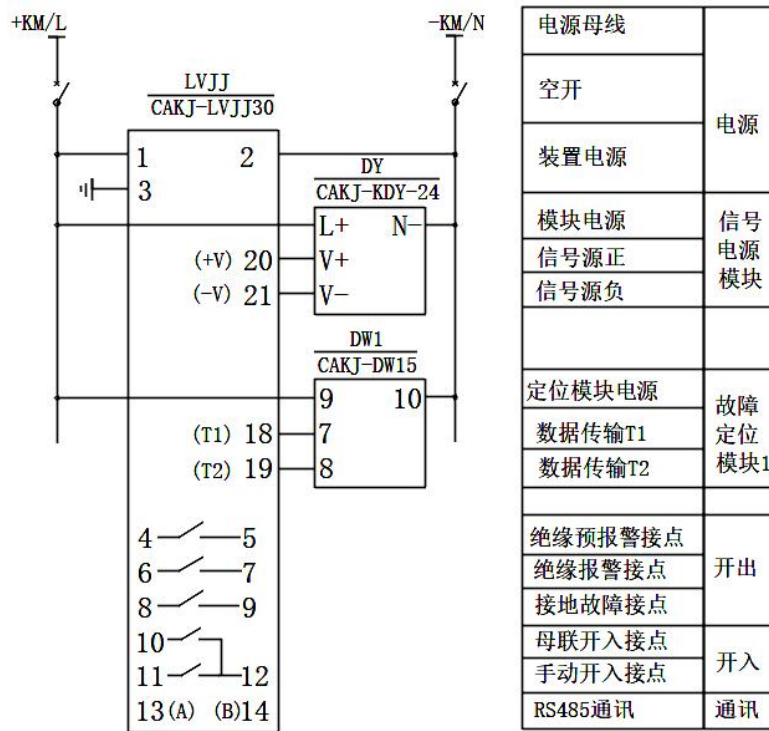 +KM/L
-KM/N
LVJJ
CAKJ-LVJJ30
1 2
3
DY
CAKJ-KDY-24
L+ N-
(+V) 20 V+
(-V) 21 V-
DW1
CAKJ-DW15
9 10
(T1) 18 7
(T2) 19 8
4 5
6 7
8 9
10
11 12
13(A) (B)14
电源母线
空开
装置电源
电源
模块电源
信号源正
信号源负
信号
电源
模块
定位模块电源
数据传输T1
数据传输T2
故障
定位
模块1
绝缘预报警接点
绝缘报警接点
接地故障接点
开出
母联开入接点
手动开入接点
开入
RS485通讯
通讯